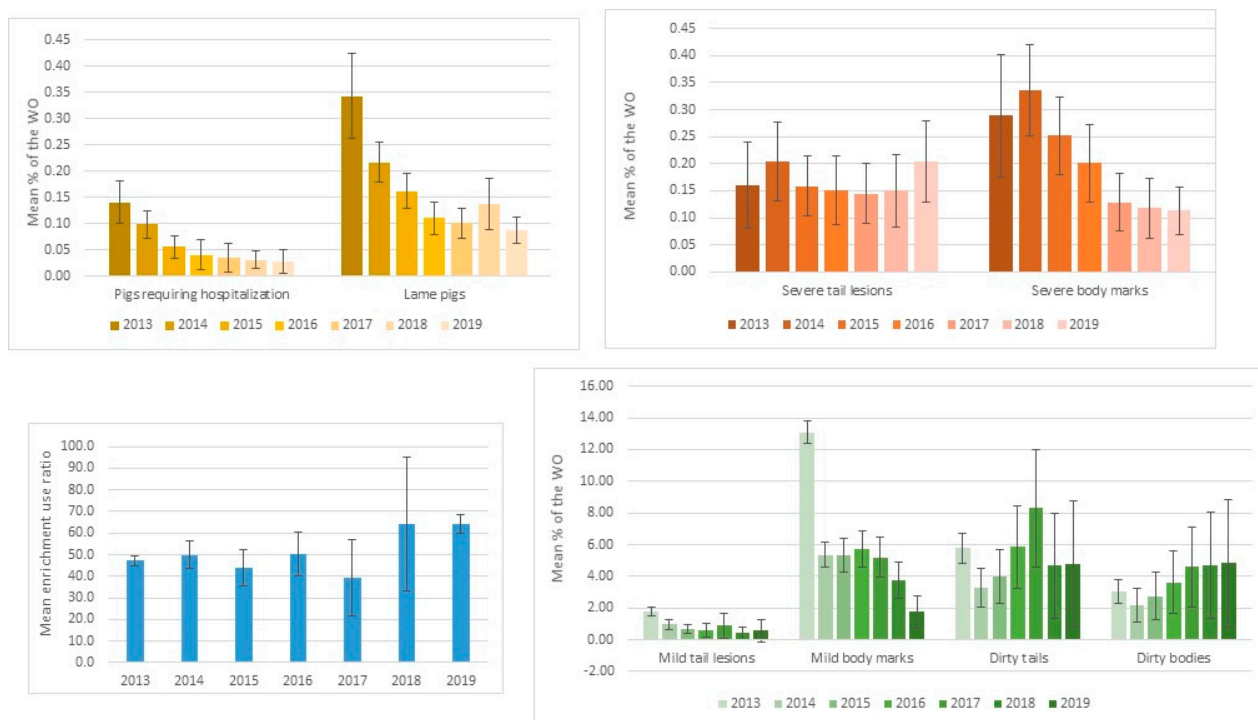 0.45
0.40
0.35
0.30
0.25
0.20
0.15
0.10
0.05
0.00
Mean % of the WO
Pigs requiring hospitalization
Lame pigs
2013 2014 2015 2016 2017 2018 2019
0.45
0.40
0.35
0.30
0.25
0.20
0.15
0.10
0.05
0.00
Mean % of the WO
Severe tail lesions
Severe body marks
2013 2014 2015 2016 2017 2018 2019
100.0
90.0
80.0
70.0
60.0
50.0
40.0
30.0
20.0
10.0
0.0
Mean enrichment use ratio
2013 2014 2015 2016 2017 2018 2019
16.00
14.00
12.00
10.00
8.00
6.00
4.00
2.00
0.00
-2.00
Mean % of the WO
Mild tail lesions
Mild body marks
Dirty tails
Dirty bodies
2013 2014 2015 2016 2017 2018 2019